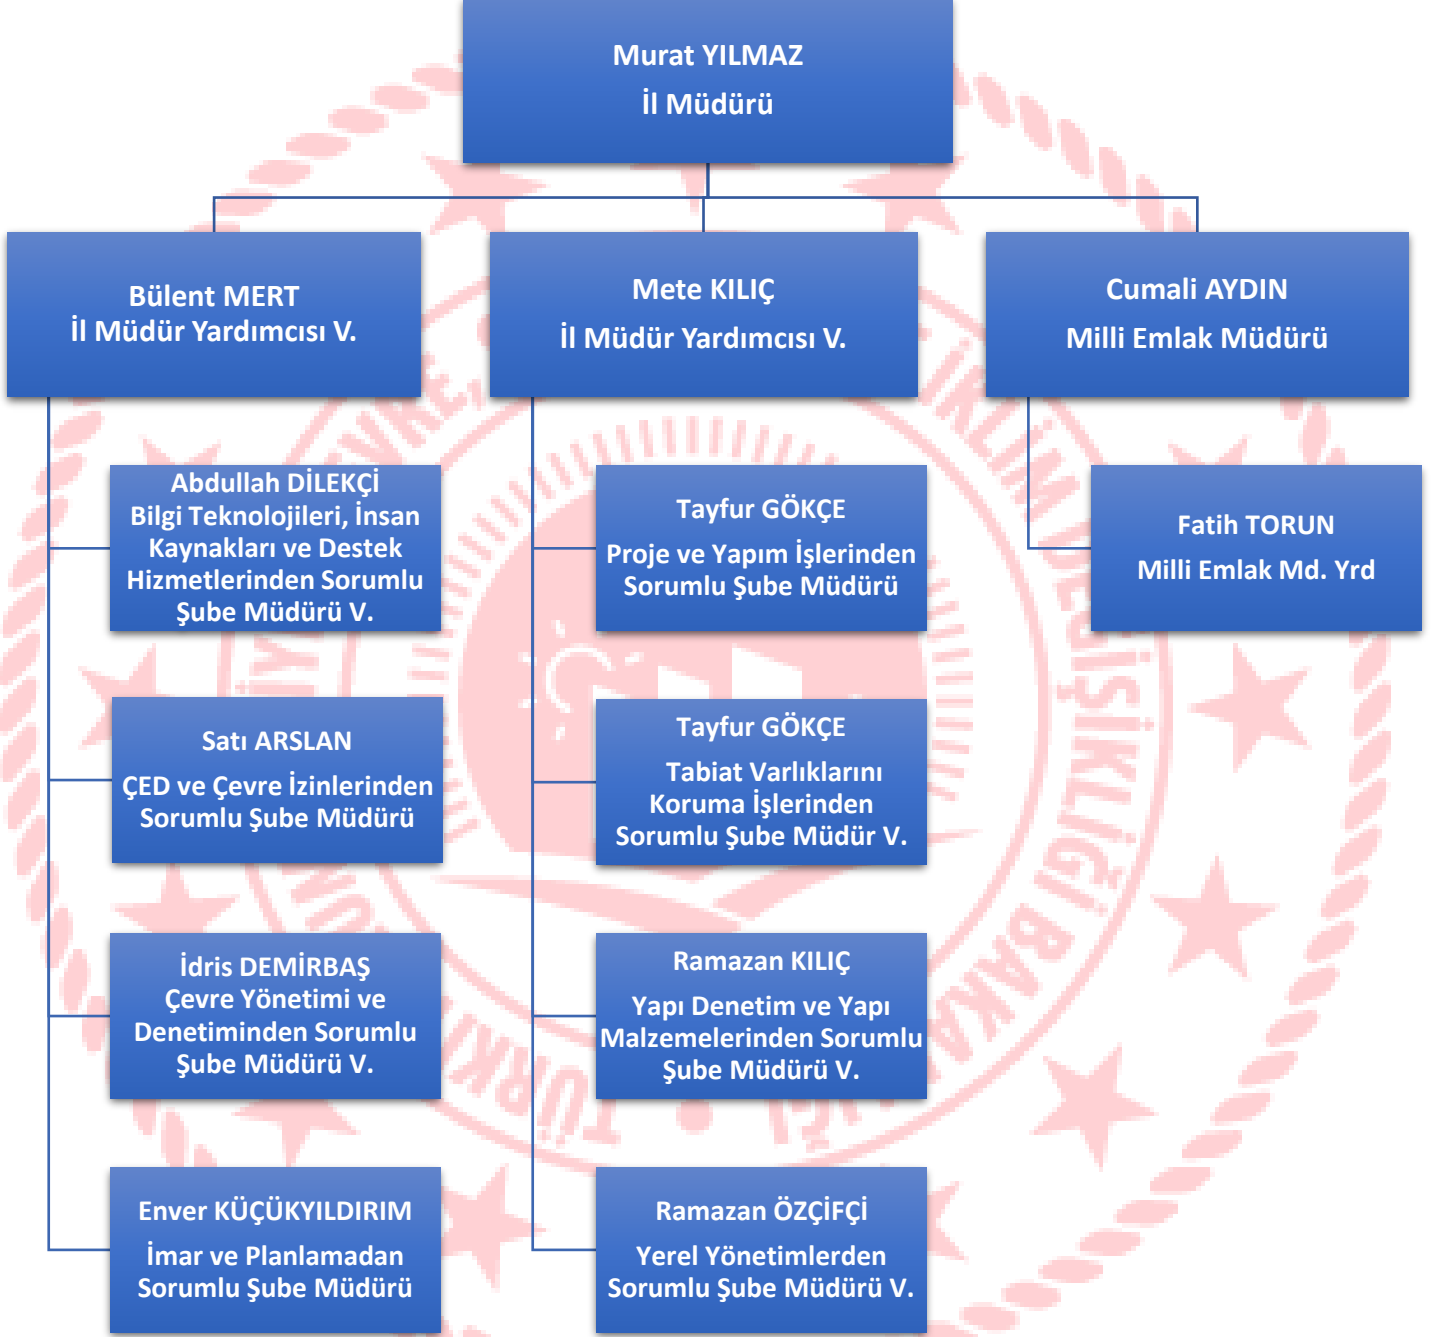 Murat YILMAZ
İl Müdürü
Bülent MERT
İl Müdür Yardımcısı V.
Mete KILIÇ
İl Müdür Yardımcısı V.
Cumali AYDIN
Milli Emlak Müdürü
Abdullah DİLEKÇİ
Bilgi Teknolojileri, İnsan
Kaynakları ve Destek
Hizmetlerinden Sorumlu
Şube Müdürü V.
Tayfur GÖKÇE
Proje ve Yapım İşlerinden
Sorumlu Şube Müdürü
Fatih TORUN
Milli Emlak Md. Yrd
Satı ARSLAN
ÇED ve Çevre İzinlerinden
Sorumlu Şube Müdürü
Tayfur GÖKÇE
Tabiat Varlıklarını
Koruma İşlerinden
Sorumlu Şube Müdür V.
İdris DEMİRBAŞ
Çevre Yönetimi ve
Denetiminden Sorumlu
Şube Müdürü V.
Ramazan KILIÇ
Yapı Denetim ve Yapı
Malzemelerinden Sorumlu
Şube Müdürü V.
Enver KÜÇÜKYILDIRIM
İmar ve Planlamadan
Sorumlu Şube Müdürü
Ramazan ÖZÇİFÇİ
Yerel Yönetimlerden
Sorumlu Şube Müdürü V.